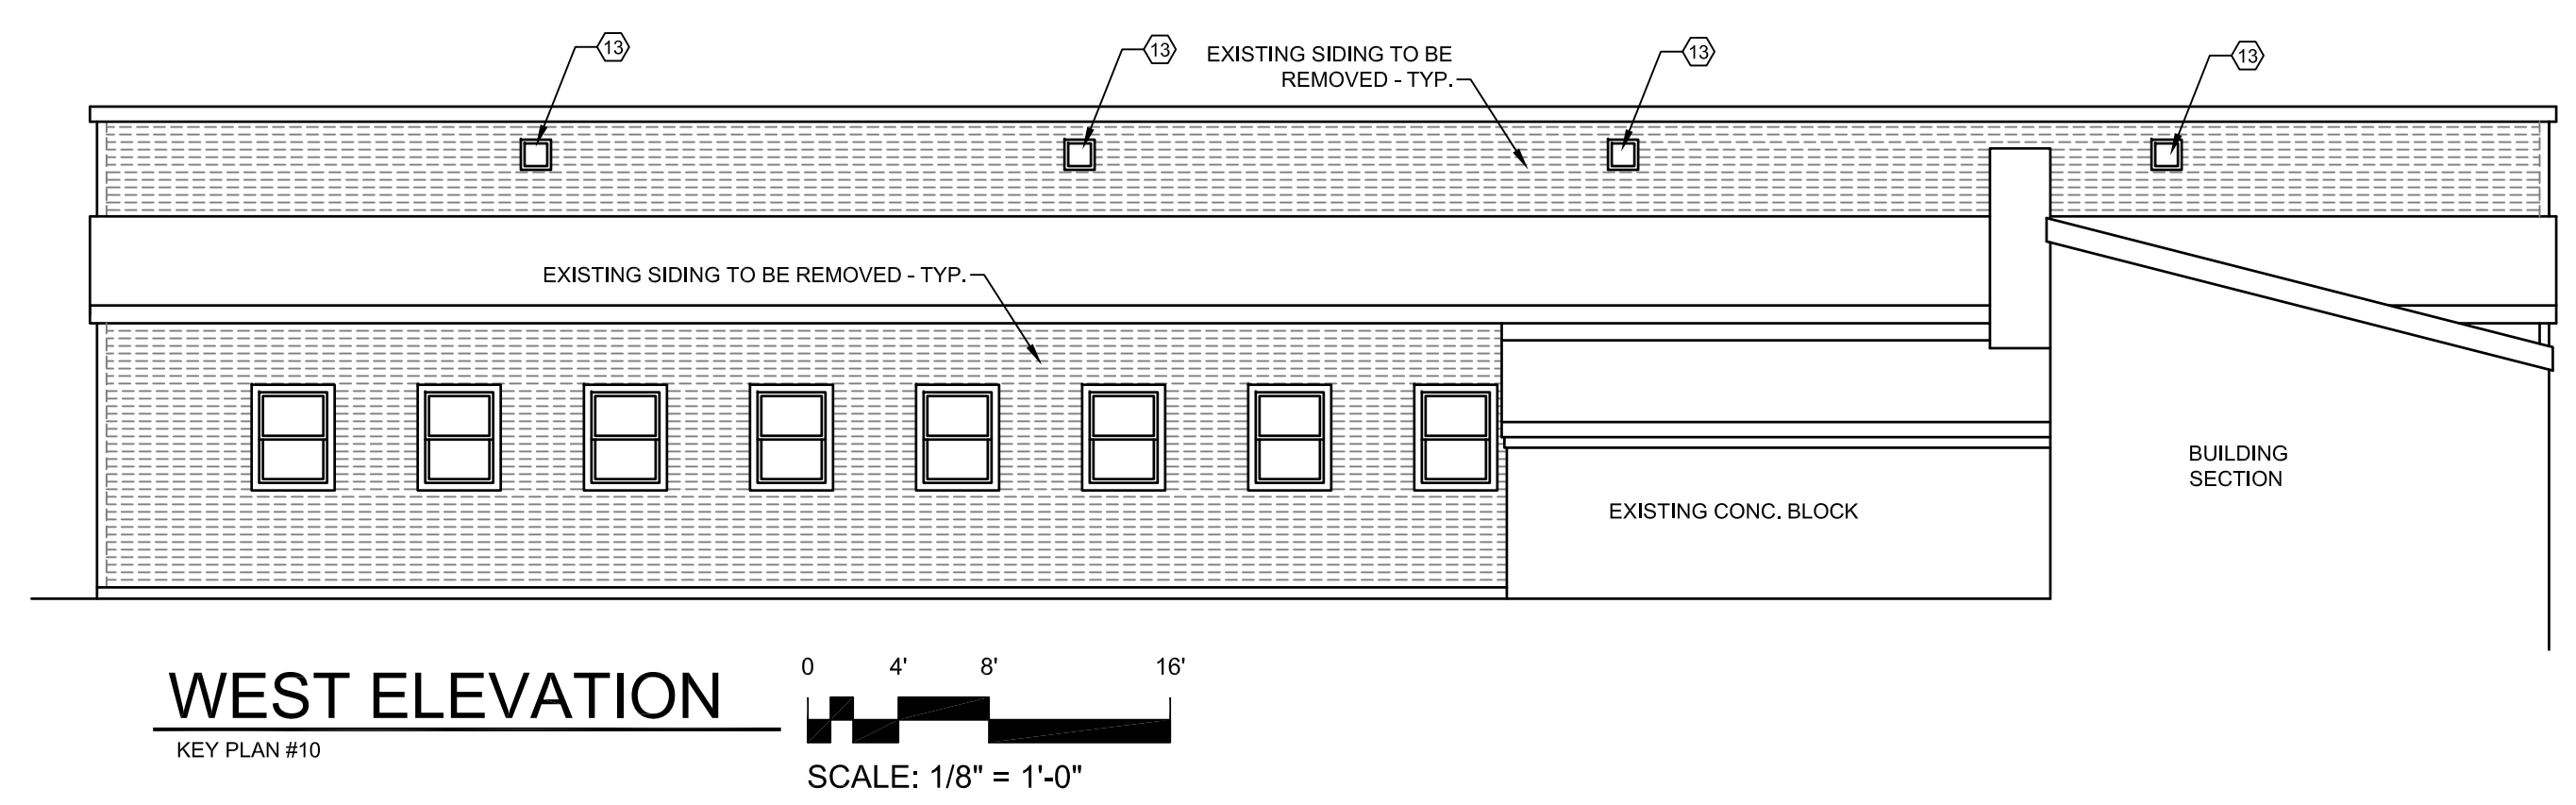 13
13
EXISTING SIDING TO BE
REMOVED - TYP.
13
13
EXISTING SIDING TO BE REMOVED - TYP.
BUILDING
SECTION
EXISTING CONC. BLOCK
WEST ELEVATION
KEY PLAN #10
0 4' 8' 16'
SCALE: 1/8" = 1'-0"